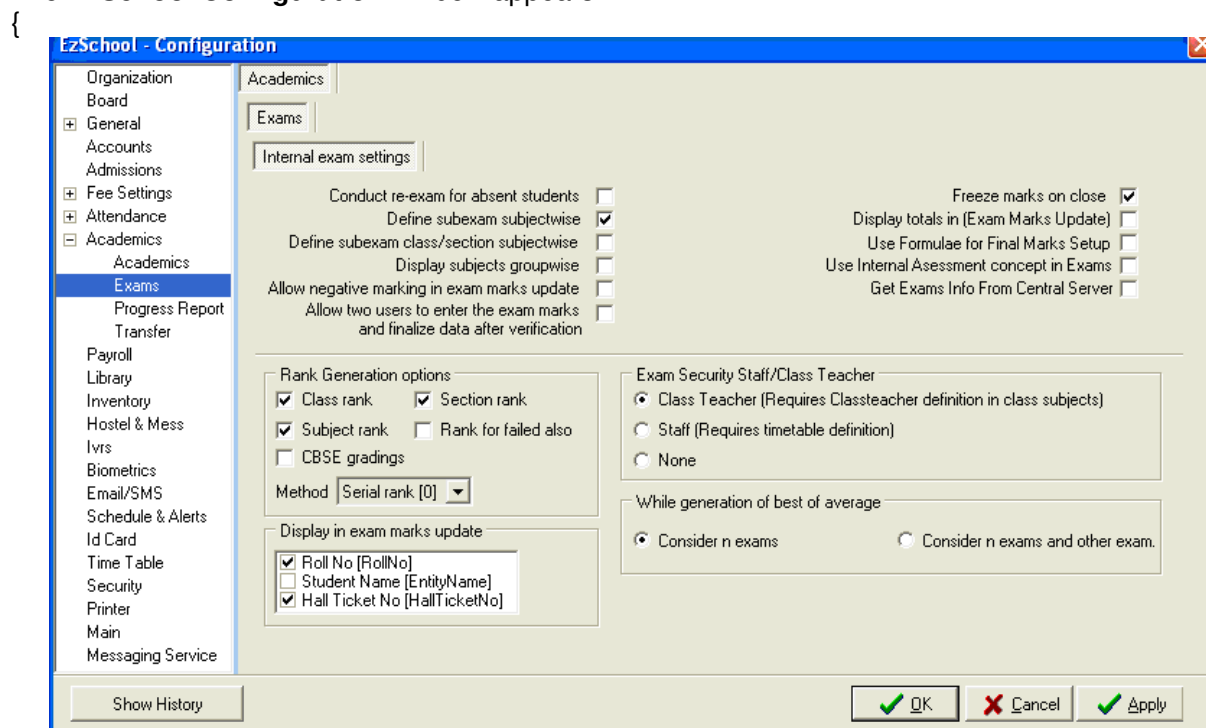 {
EzSchool - Configuration
Organization
Board
General
Accounts
Admissions
Fee Settings
Attendance
Academics
Academics
Exams
Progress Report
Transfer
Payroll
Library
Inventory
Hostel & Mess
Ivrs
Biometrics
Email/SMS
Schedule & Alerts
Id Card
Time Table
Security
Printer
Main
Messaging Service
Academics
Exams
Internal exam settings
Conduct re-exam for absent students
Define subexam subjectwise
Define subexam class/section subjectwise
Display subjects groupwise
Allow negative marking in exam marks update
Allow two users to enter the exam marks
and finalize data after verification
Freeze marks on close
Display totals in (Exam Marks Update)
Use Formulae for Final Marks Setup
Use Internal Asessment concept in Exams
Get Exams Info From Central Server
Rank Generation options
Class rank Section rank
Subject rank Rank for failed also
CBSE gradings
Method Serial rank [0]
Display in exam marks update
Roll No [RollNo]
Student Name [EntityName]
Hall Ticket No [HallTicketNo]
Exam Security Staff/Class Teacher
Class Teacher (Requires Classteacher definition in class subjects)
Staff (Requires timetable definition)
None
While generation of best of average
Consider n exams Consider n exams and other exam.
Show History
OK Cancel Apply